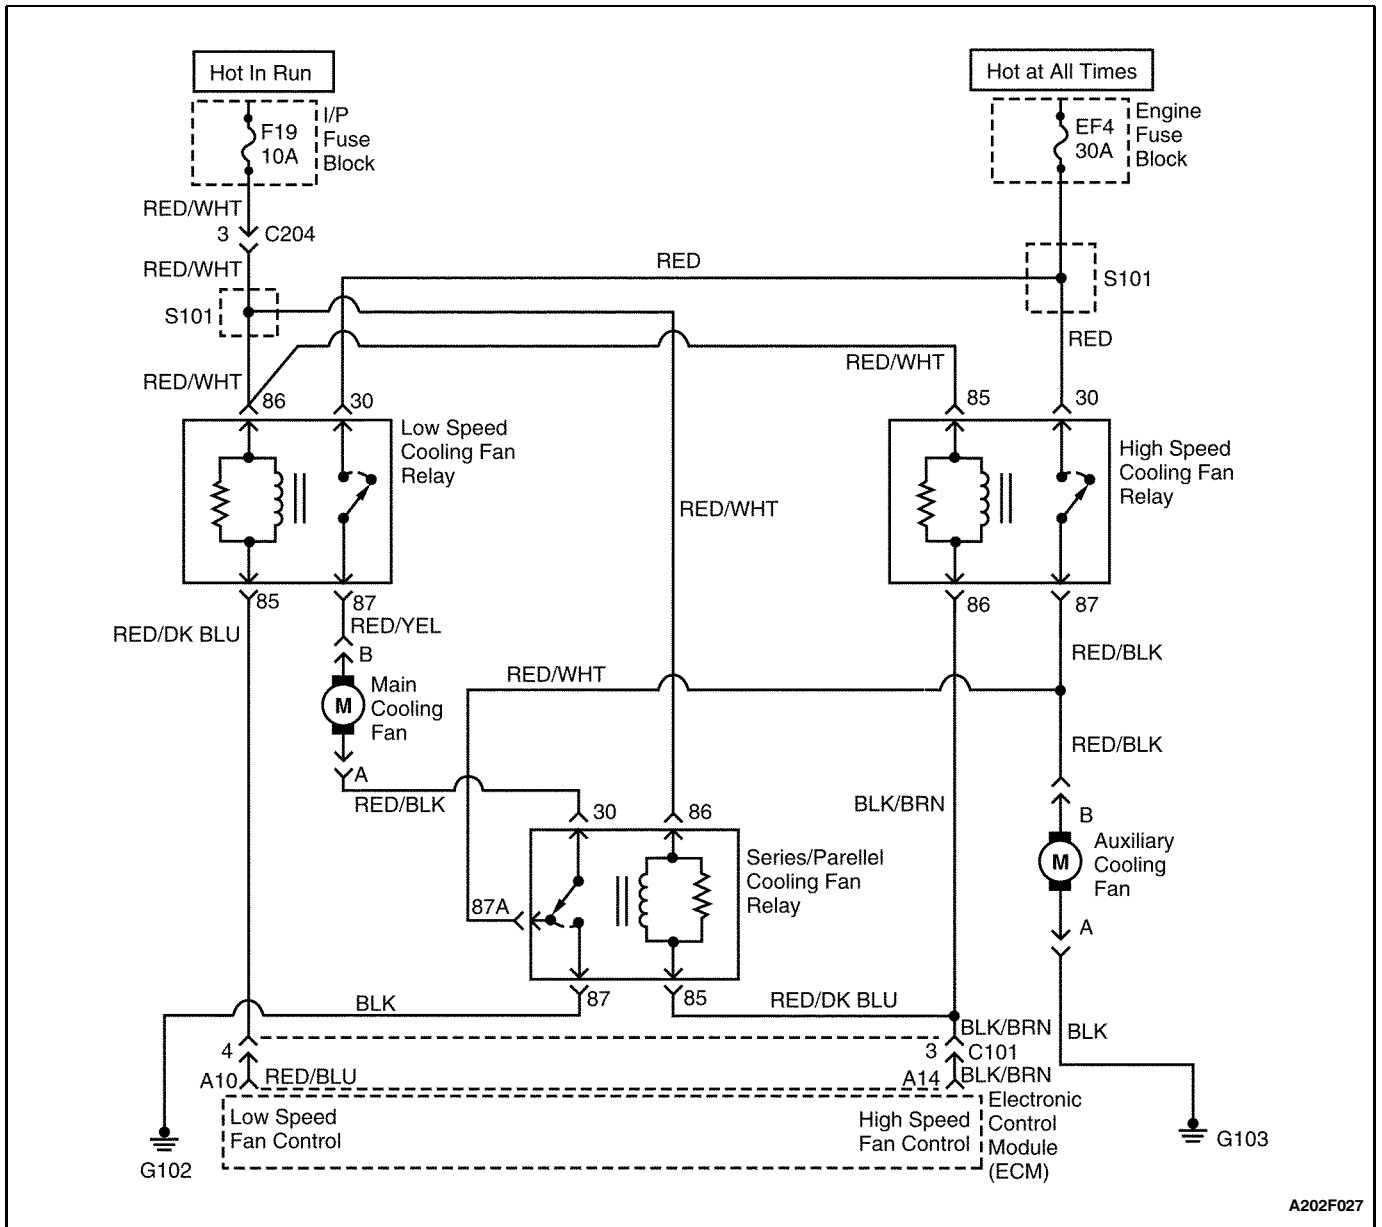 Hot In Run
Hot at All Times
F19
10A
I/P
Fuse
Block
EF4
30A
Engine
Fuse
Block
RED/WHT
3
C204
RED/WHT
RED
S101
S101
RED
RED/WHT
RED/WHT
86
30
85
30
Low Speed
Cooling Fan
Relay
High Speed
Cooling Fan
Relay
RED/WHT
85
87
86
87
RED/DK BLU
RED/YEL
B
RED/BLK
RED/WHT
M
Main
Cooling
Fan
RED/BLK
A
RED/BLK
BLK/BRN
30
86
B
M
Auxiliary
Cooling
Fan
Series/Parellel
Cooling Fan
Relay
87A
A
87
85
BLK
RED/DK BLU
BLK/BRN
BLK
4
3
C101
A10
RED/BLU
A14
BLK/BRN
Low Speed
Fan Control
High Speed
Fan Control
Electronic
Control
Module
(ECM)
G102
G103
A202F027